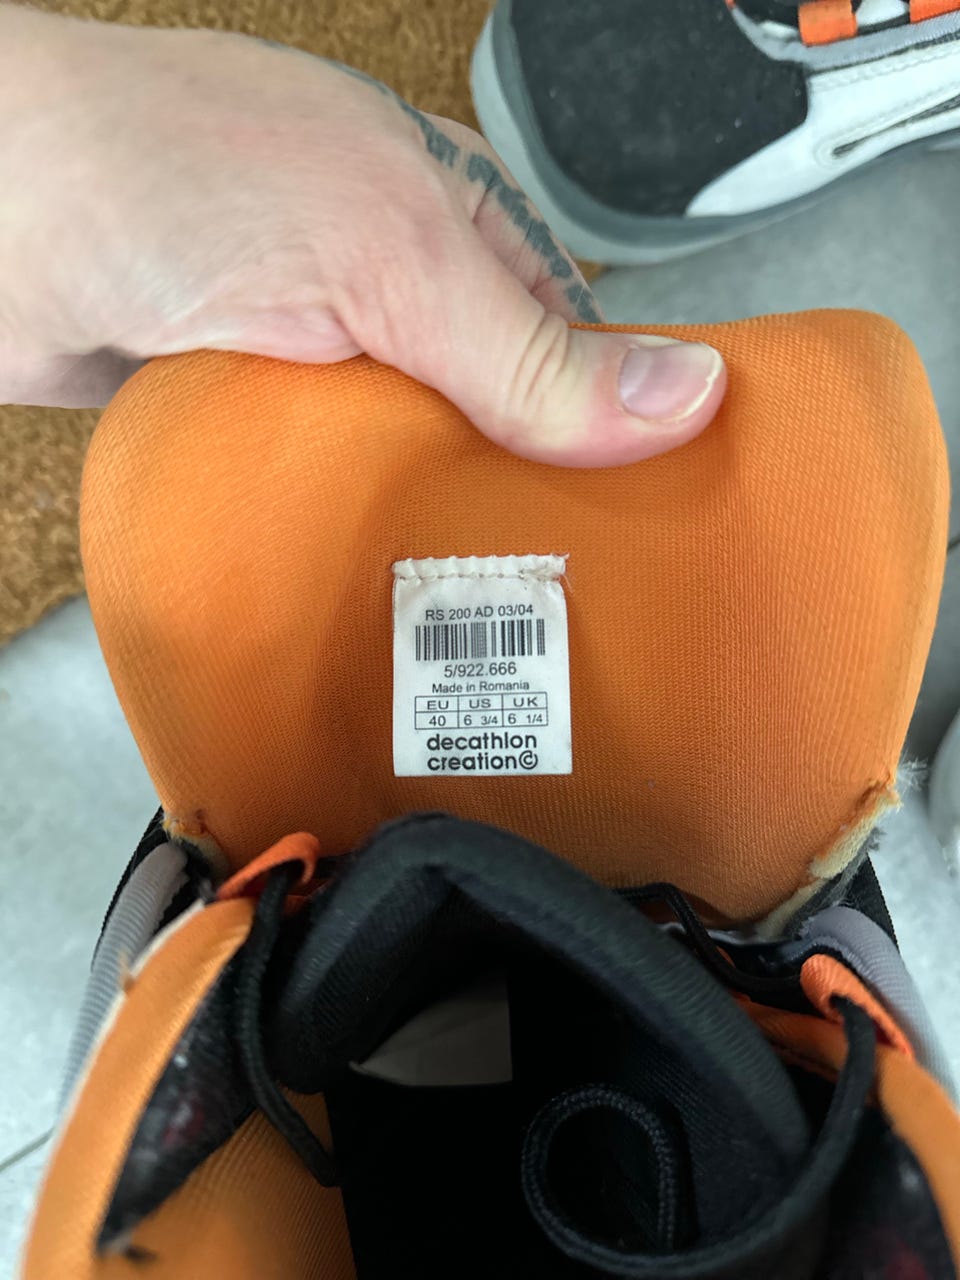 RS 200 AD 03/04
5/922.666
Made in Romania
EU US UK
40 6 3/4 6 1/4
decathlon
creation©